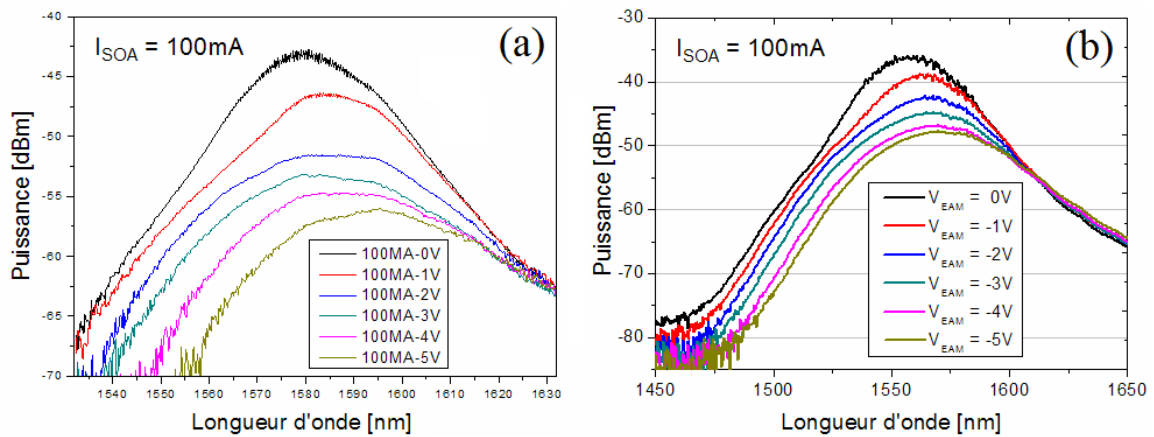 I_SOA = 100mA
(a)
Puissance [dBm]
-40
-45
-50
-55
-60
-65
-70
100MA-0V
100MA-1V
100MA-2V
100MA-3V
100MA-4V
100MA-5V
1540 1550 1560 1570 1580 1590 1600 1610 1620 1630
Longueur d'onde [nm]
I_SOA = 100mA
(b)
Puissance [dBm]
-30
-40
-50
-60
-70
-80
V_EAM = 0V
V_EAM = -1V
V_EAM = -2V
V_EAM = -3V
V_EAM = -4V
V_EAM = -5V
1450 1500 1550 1600 1650
Longueur d'onde [nm]